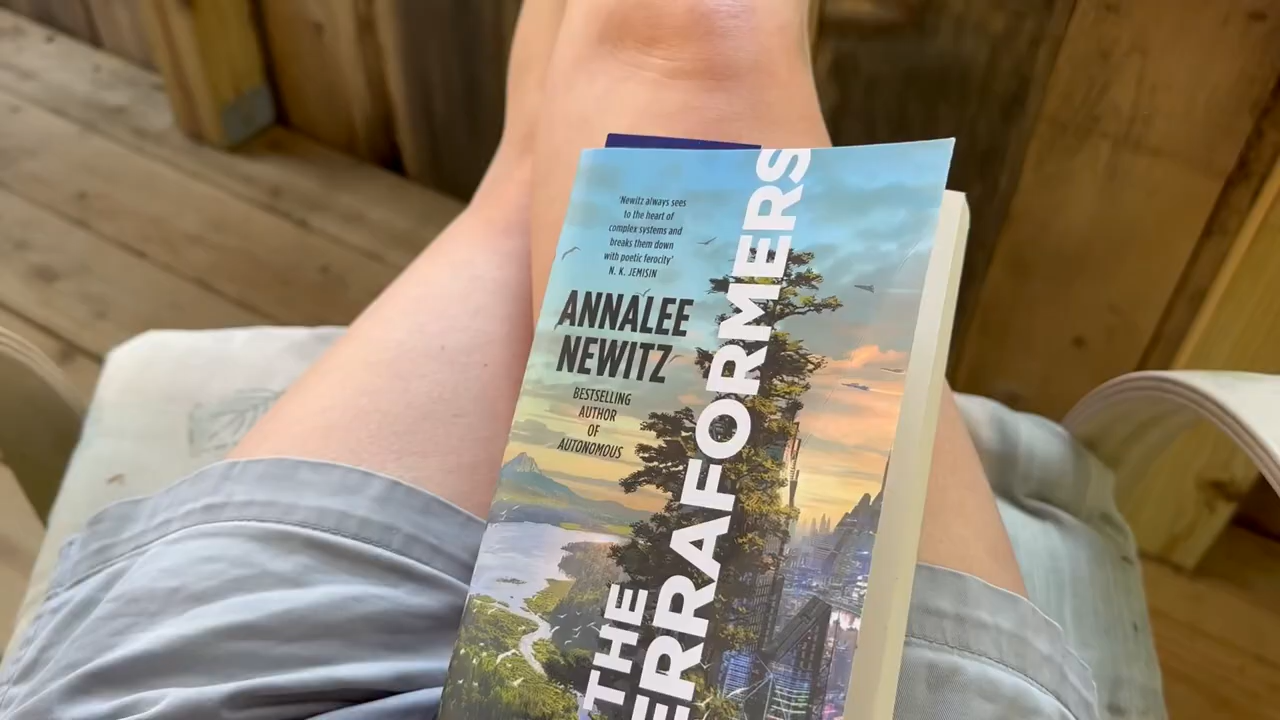 'Newitz always sees
to the heart of
complex systems and
breaks them down
with poetic ferocity'
N. K. JEMISIN
ANNALEE
NEWITZ
BESTSELLING
AUTHOR
OF
AUTONOMOUS
THE
ERRAFORMERS